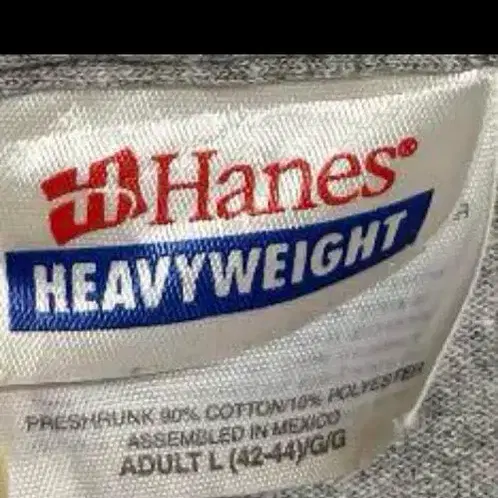 Hanes®
HEAVYWEIGHT
PRESHRUNK 90% COTTON/10% POLYESTER
ASSEMBLED IN MEXICO
ADULT L (42-44)/G/G